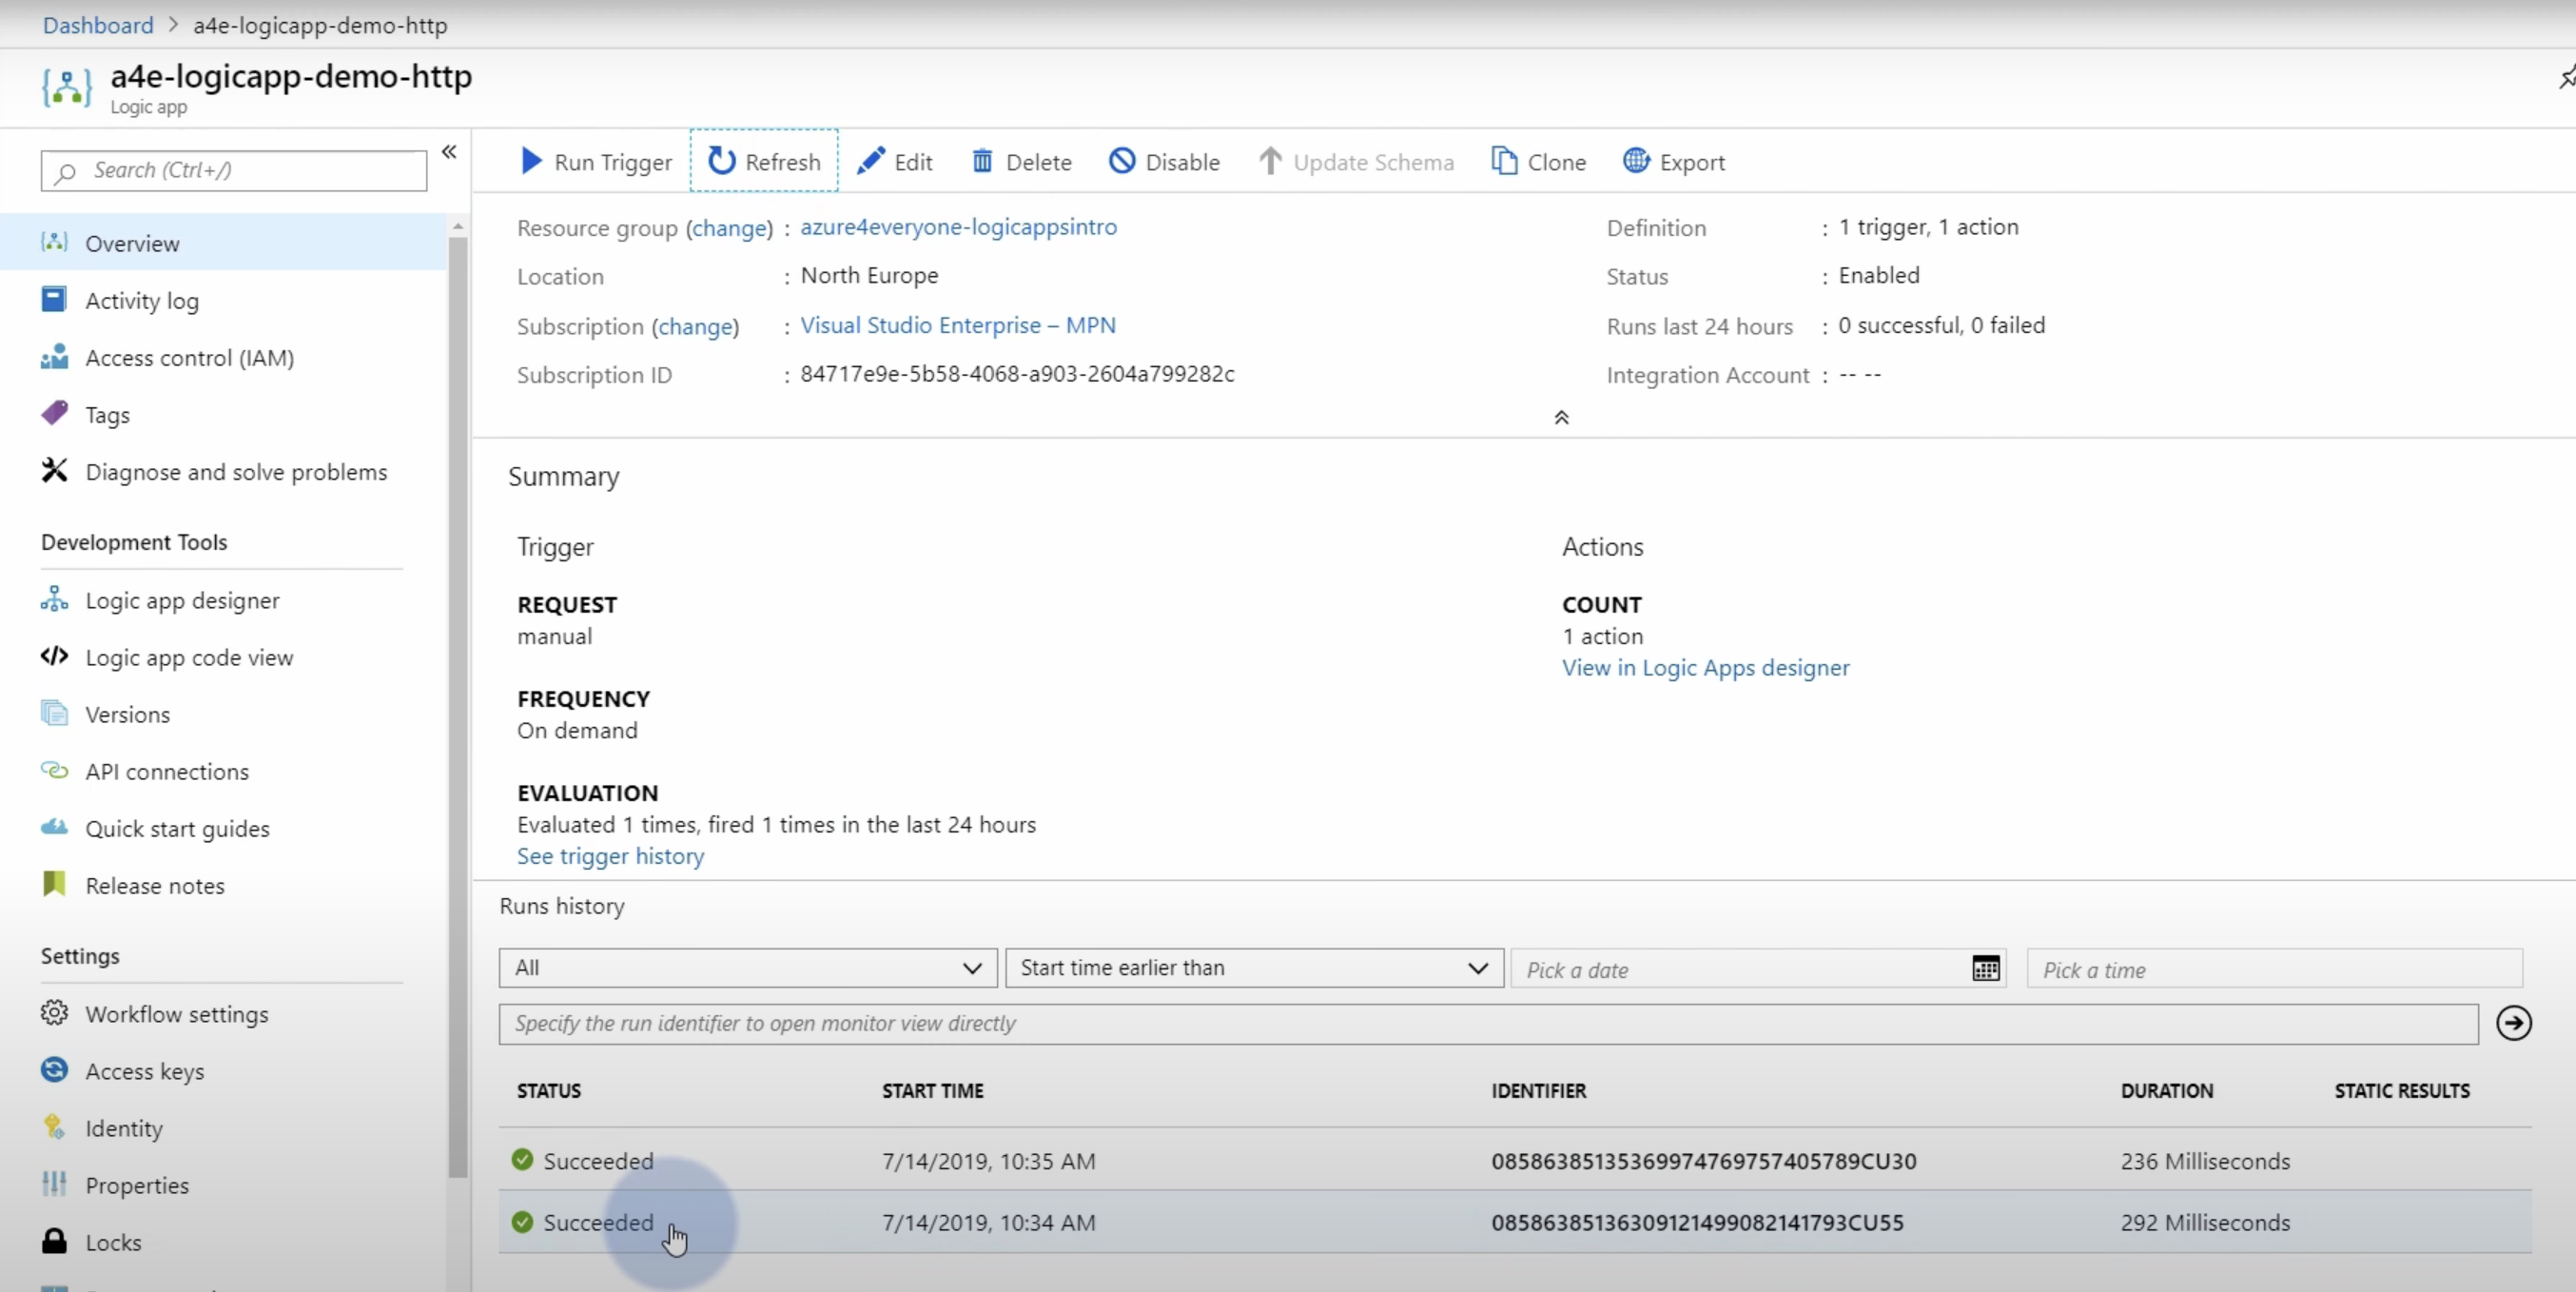 Dashboard > a4e-logicapp-demo-http
a4e-logicapp-demo-http
Logic app
Search (Ctrl+/)
«
Overview
Activity log
Access control (IAM)
Tags
Diagnose and solve problems
Development Tools
Logic app designer
Logic app code view
Versions
API connections
Quick start guides
Release notes
Settings
Workflow settings
Access keys
Identity
Properties
Locks
Run Trigger Refresh Edit Delete Disable Update Schema Clone Export
Resource group (change) : azure4everyone-logicappsintro
Location : North Europe
Subscription (change) : Visual Studio Enterprise – MPN
Subscription ID : 84717e9e-5b58-4068-a903-2604a799282c
Definition : 1 trigger, 1 action
Status : Enabled
Runs last 24 hours : 0 successful, 0 failed
Integration Account : -- --
Summary
Trigger
REQUEST
manual
FREQUENCY
On demand
EVALUATION
Evaluated 1 times, fired 1 times in the last 24 hours
See trigger history
Actions
COUNT
1 action
View in Logic Apps designer
Runs history
All Start time earlier than Pick a date Pick a time
Specify the run identifier to open monitor view directly
STATUS START TIME IDENTIFIER DURATION STATIC RESULTS
Succeeded 7/14/2019, 10:35 AM 08586385135369974769757405789CU30 236 Milliseconds
Succeeded 7/14/2019, 10:34 AM 08586385136309121499082141793CU55 292 Milliseconds